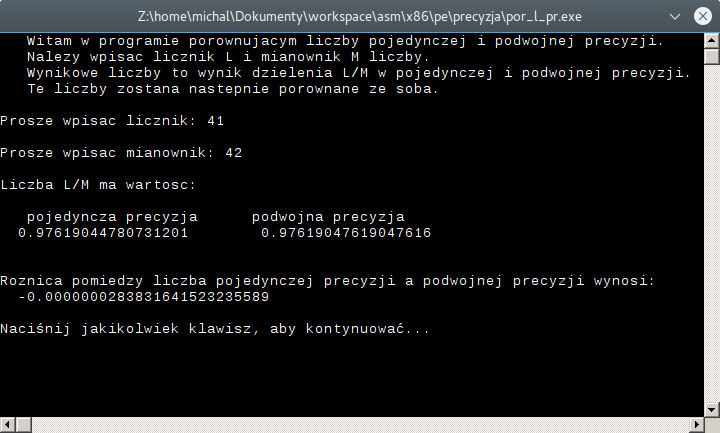 Z:\home\michal\Dokumenty\workspace\asm\x86\pe\precyzja\por_l_pr.exe
Witam w programie porownujacym liczby pojedynczej i podwojnej precyzji.
Nalezy wpisac licznik L i mianownik M liczby.
Wynikowe liczby to wynik dzielenia L/M w pojedynczej i podwojnej precyzji.
Te liczby zostana nastepnie porownane ze soba.
Prosze wpisac licznik: 41
Prosze wpisac mianownik: 42
Liczba L/M ma wartosc:
pojedyncza precyzja podwojna precyzja
0.97619044780731201 0.97619047619047616
Roznica pomiedzy liczba pojedynczej precyzji a podwojnej precyzji wynosi:
-0.0000000283831641523235589
Naciśnij jakikolwiek klawisz, aby kontynuować...